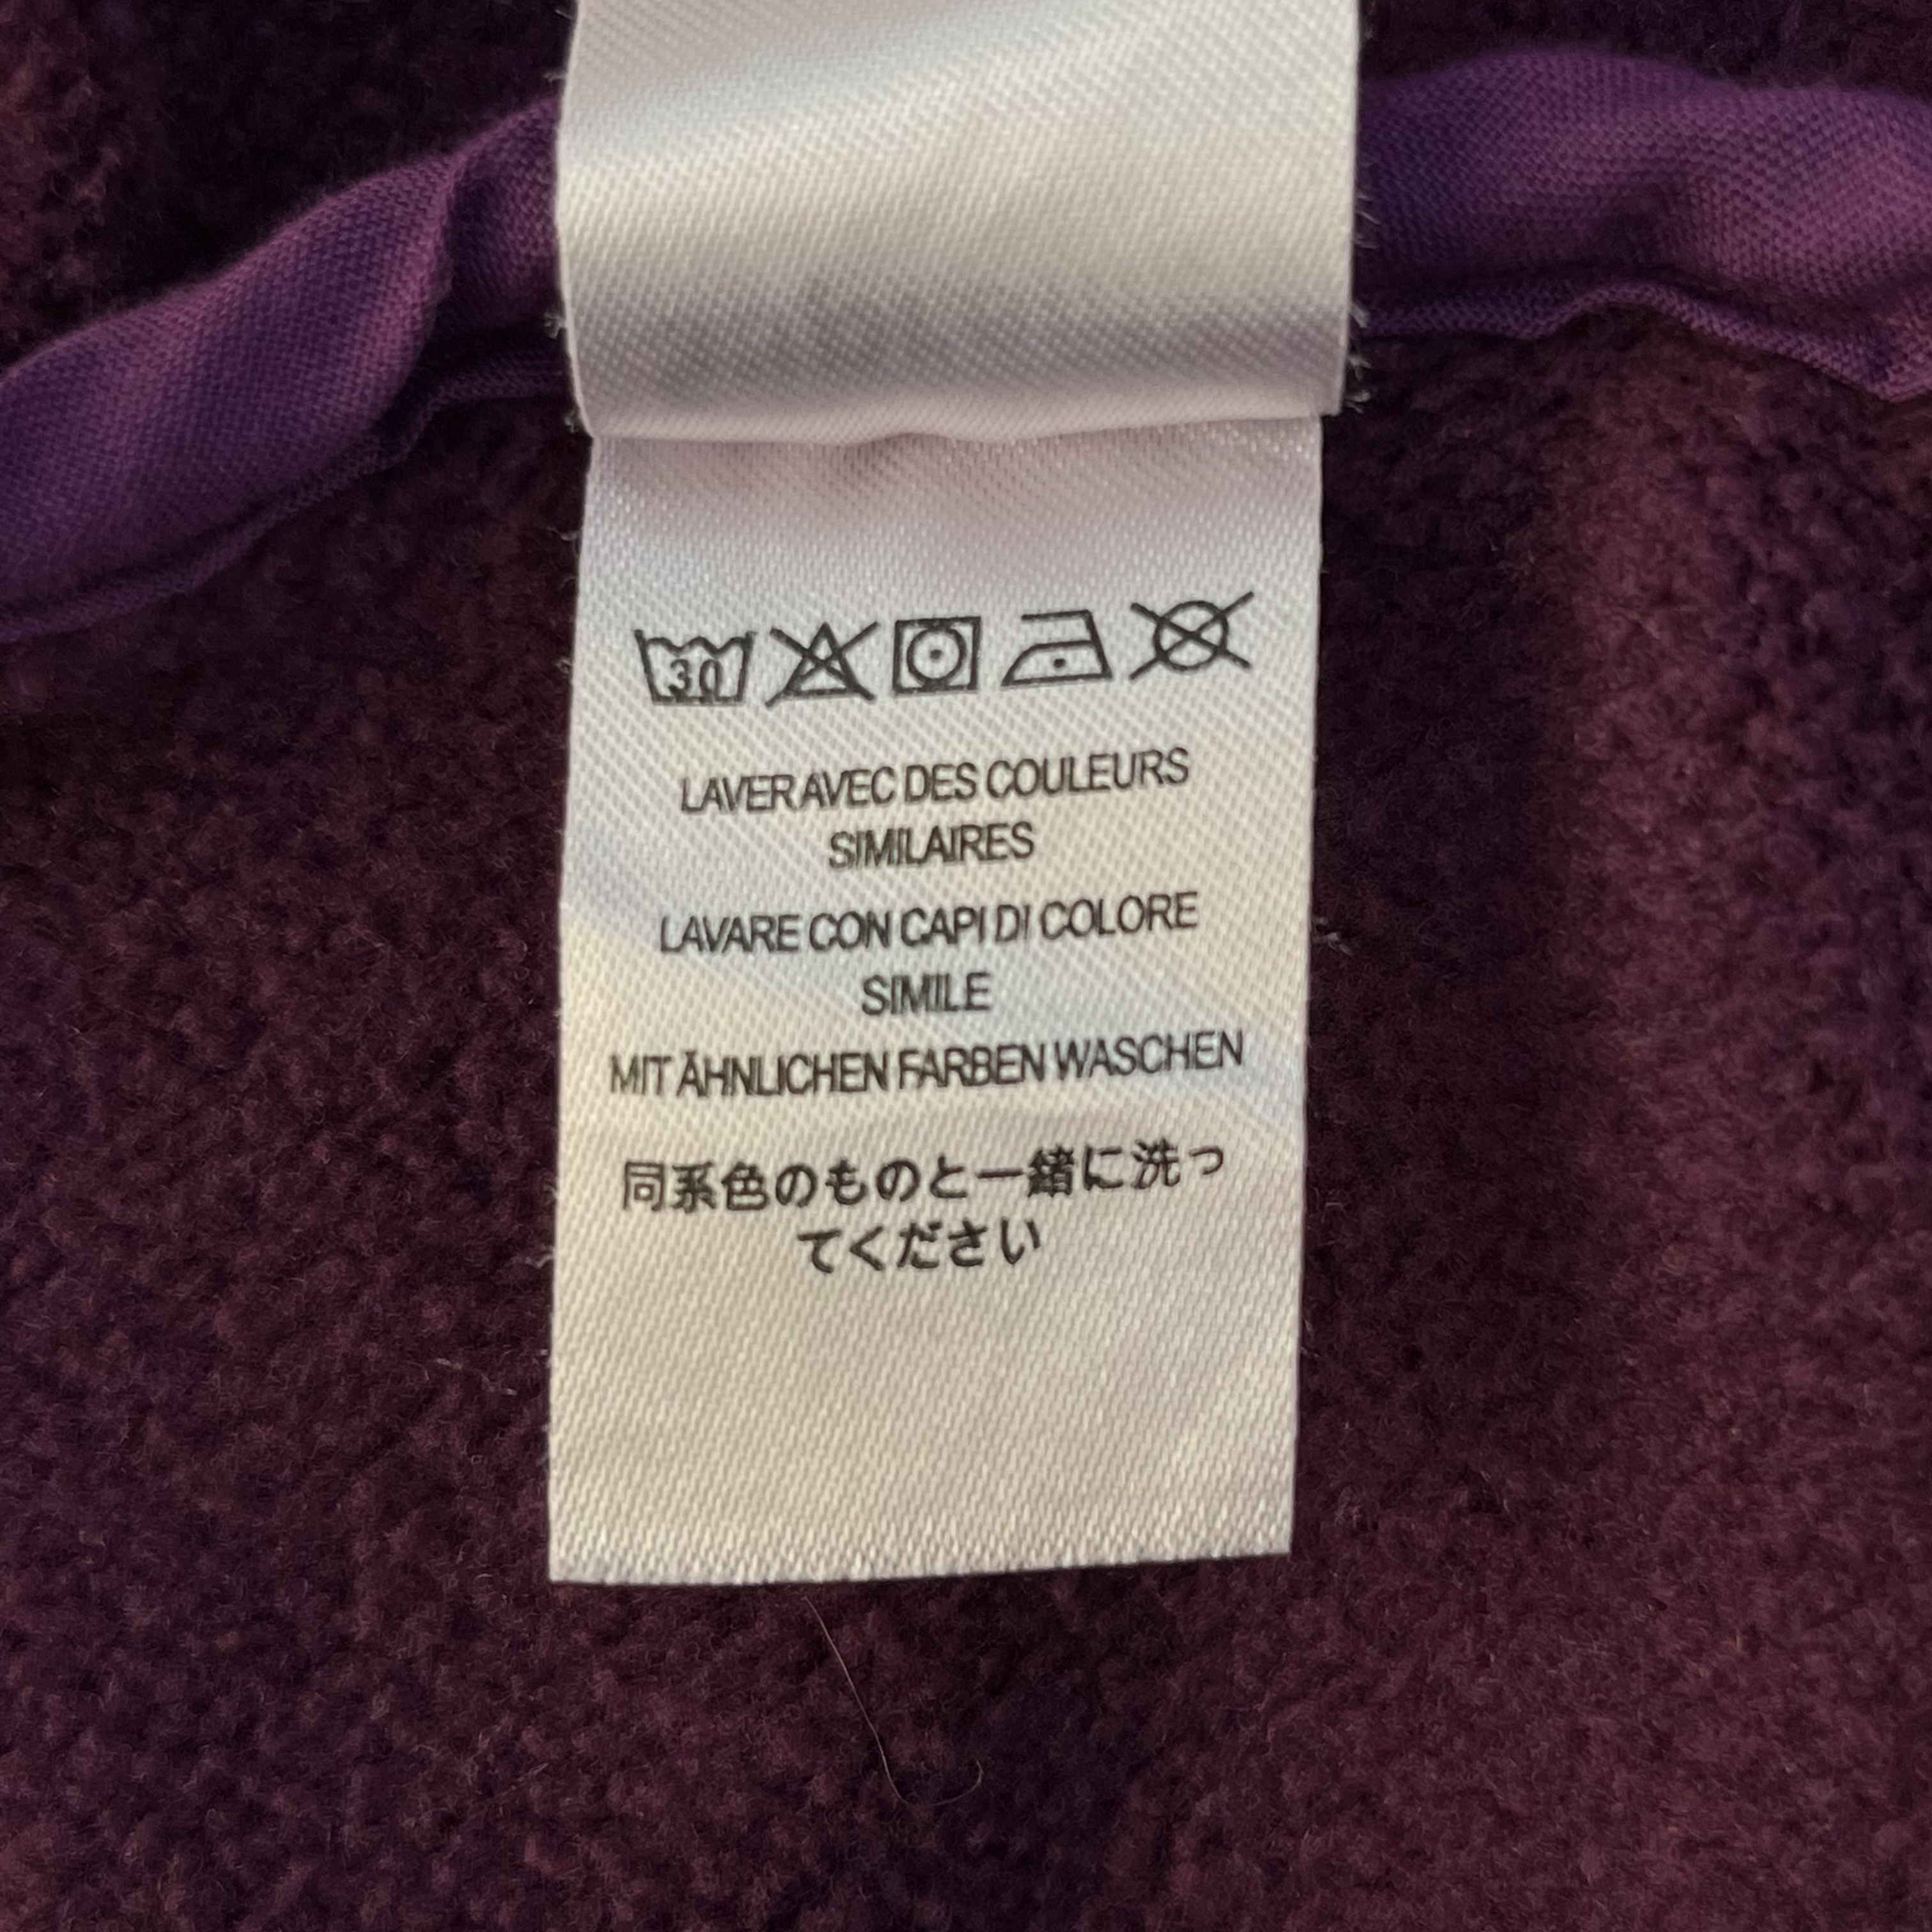 30
LAVER AVEC DES COULEURS
SIMILAIRES
LAVARE CON CAPI DI COLORE
SIMILE
MIT ÄHNLICHEN FARBEN WASCHEN
同系色のものと一緒に洗っ
てください